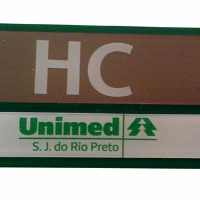 HC
Unimed
S. J. do Rio Preto